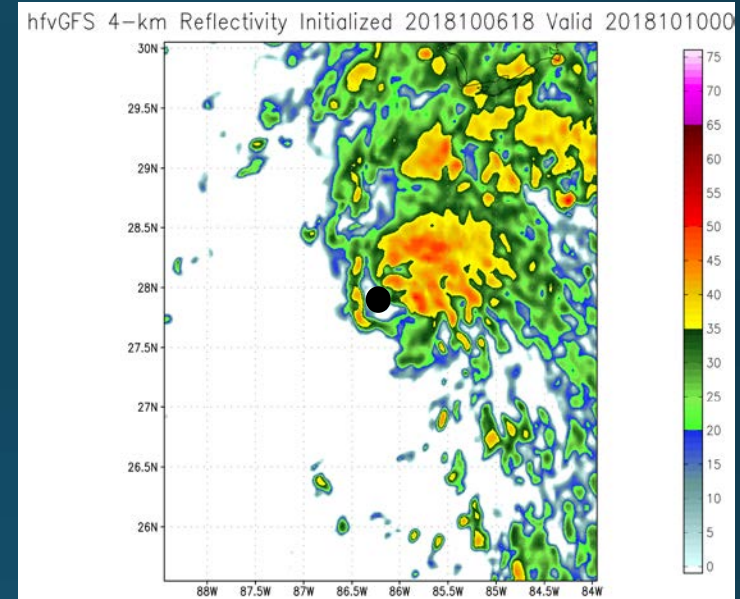 hfvGFS 4-km Reflectivity Initialized 2018100618 Valid 2018101000
30N
29.5N
29N
28.5N
28N
27.5N
27N
26.5N
26N
88W 87.5W 87W 86.5W 86W 85.5W 85W 84.5W 84W
75
70
65
60
55
50
45
40
35
30
25
20
15
10
5
0